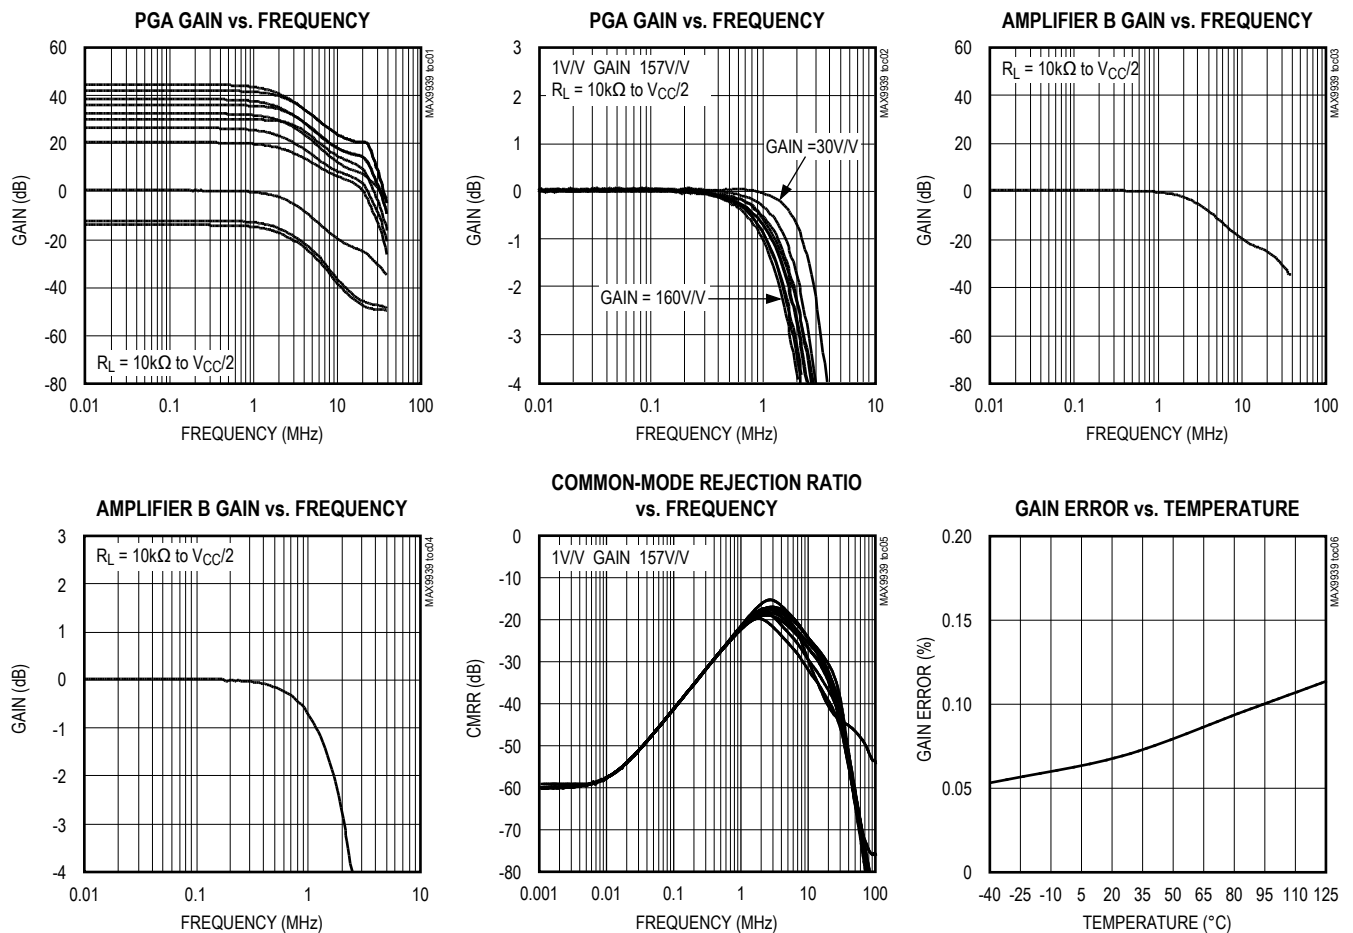 PGA GAIN vs. FREQUENCY
GAIN (dB)
60
40
20
0
-20
-40
-60
-80
RL = 10kΩ to VCC/2
0.01 0.1 1 10 100
FREQUENCY (MHz)
MAX9939 toc01
PGA GAIN vs. FREQUENCY
GAIN (dB)
3
2
1
0
-1
-2
-3
-4
1V/V GAIN 157V/V
RL = 10kΩ to VCC/2
GAIN =30V/V
GAIN = 160V/V
0.01 0.1 1 10
FREQUENCY (MHz)
MAX9939 toc02
AMPLIFIER B GAIN vs. FREQUENCY
GAIN (dB)
60
40
20
0
-20
-40
-60
-80
RL = 10kΩ to VCC/2
0.01 0.1 1 10 100
FREQUENCY (MHz)
MAX9939 toc03
AMPLIFIER B GAIN vs. FREQUENCY
GAIN (dB)
3
2
1
0
-1
-2
-3
-4
RL = 10kΩ to VCC/2
0.01 0.1 1 10
FREQUENCY (MHz)
MAX9939 toc04
COMMON-MODE REJECTION RATIO
vs. FREQUENCY
CMRR (dB)
0
-10
-20
-30
-40
-50
-60
-70
-80
1V/V GAIN 157V/V
0.001 0.01 0.1 1 10 100
FREQUENCY (MHz)
MAX9939 toc05
GAIN ERROR vs. TEMPERATURE
GAIN ERROR (%)
0.20
0.15
0.10
0.05
0
-40 -25 -10 5 20 35 50 65 80 95 110 125
TEMPERATURE (°C)
MAX9939 toc06